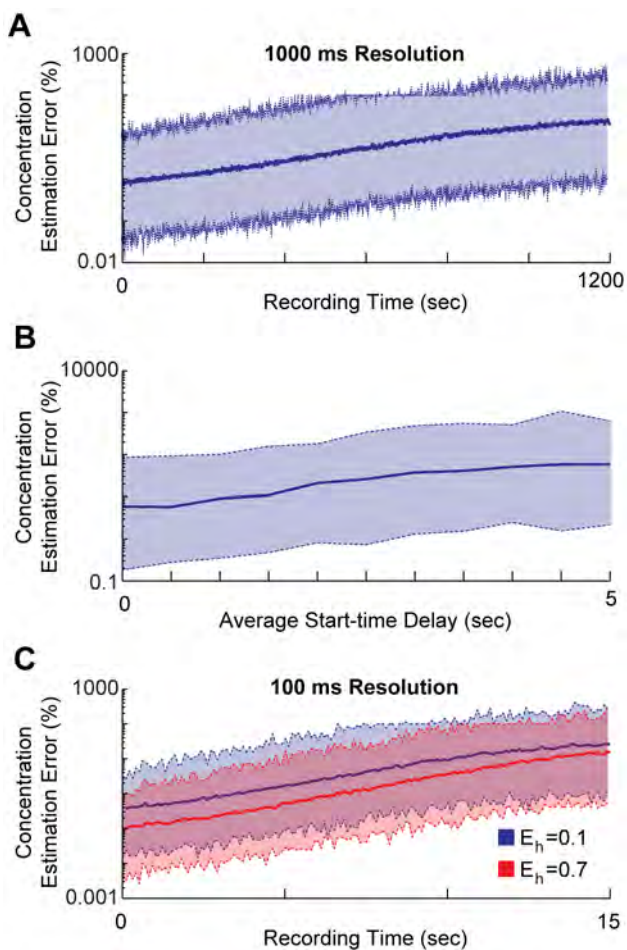 A
1000 ms Resolution
1000
0.01
Concentration
Estimation Error (%)
0
1200
Recording Time (sec)
B
10000
0.1
Concentration
Estimation Error (%)
0
5
Average Start-time Delay (sec)
C
100 ms Resolution
1000
0.001
Concentration
Estimation Error (%)
E_h=0.1
E_h=0.7
0
15
Recording Time (sec)